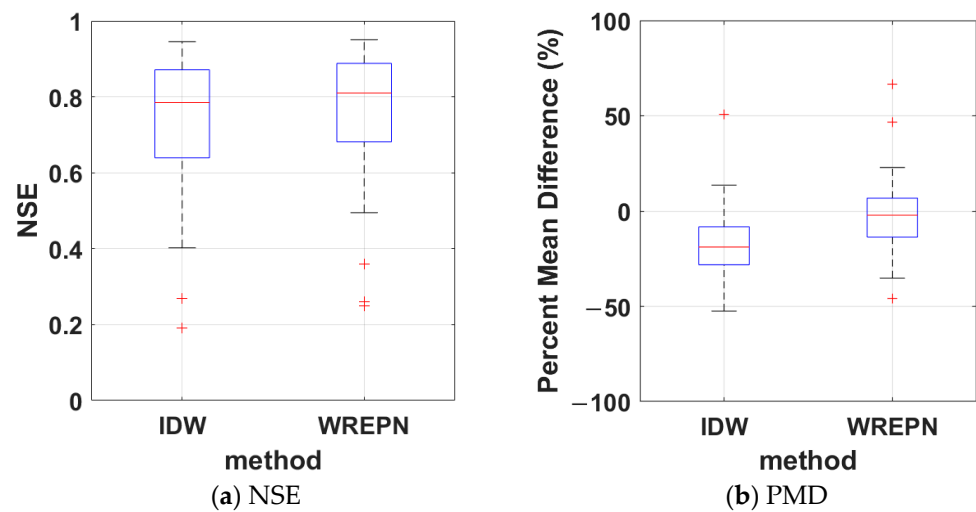 1
0.8
0.6
0.4
0.2
0
NSE
IDW
WREPN
method
(a) NSE
100
50
0
−50
−100
Percent Mean Difference (%)
IDW
WREPN
method
(b) PMD